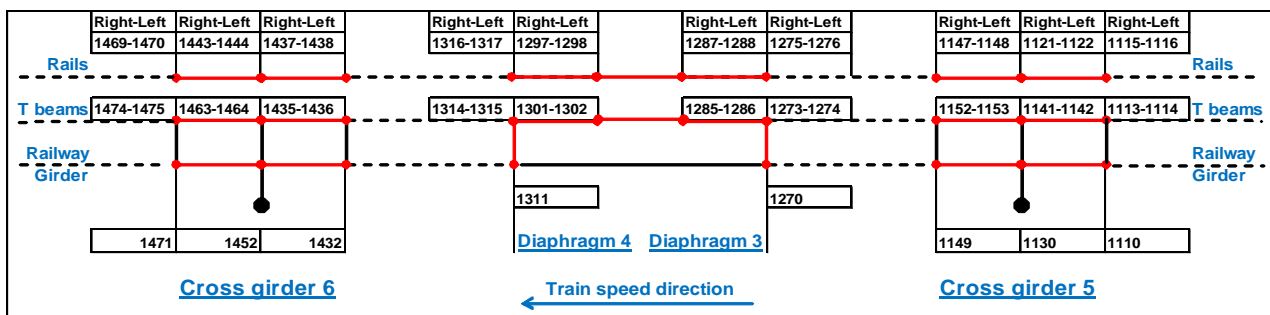 Right-Left Right-Left Right-Left Right-Left Right-Left Right-Left Right-Left Right-Left Right-Left Right-Left
1469-1470 1443-1444 1437-1438 1316-1317 1297-1298 1287-1288 1275-1276 1147-1148 1121-1122 1115-1116
Rails Rails
T beams 1474-1475 1463-1464 1435-1436 1314-1315 1301-1302 1285-1286 1273-1274 1152-1153 1141-1142 1113-1114 T beams
Railway Railway
Girder Girder
1311 1270
1471 1452 1432 Diaphragm 4 Diaphragm 3 1149 1130 1110
Cross girder 6 Train speed direction Cross girder 5